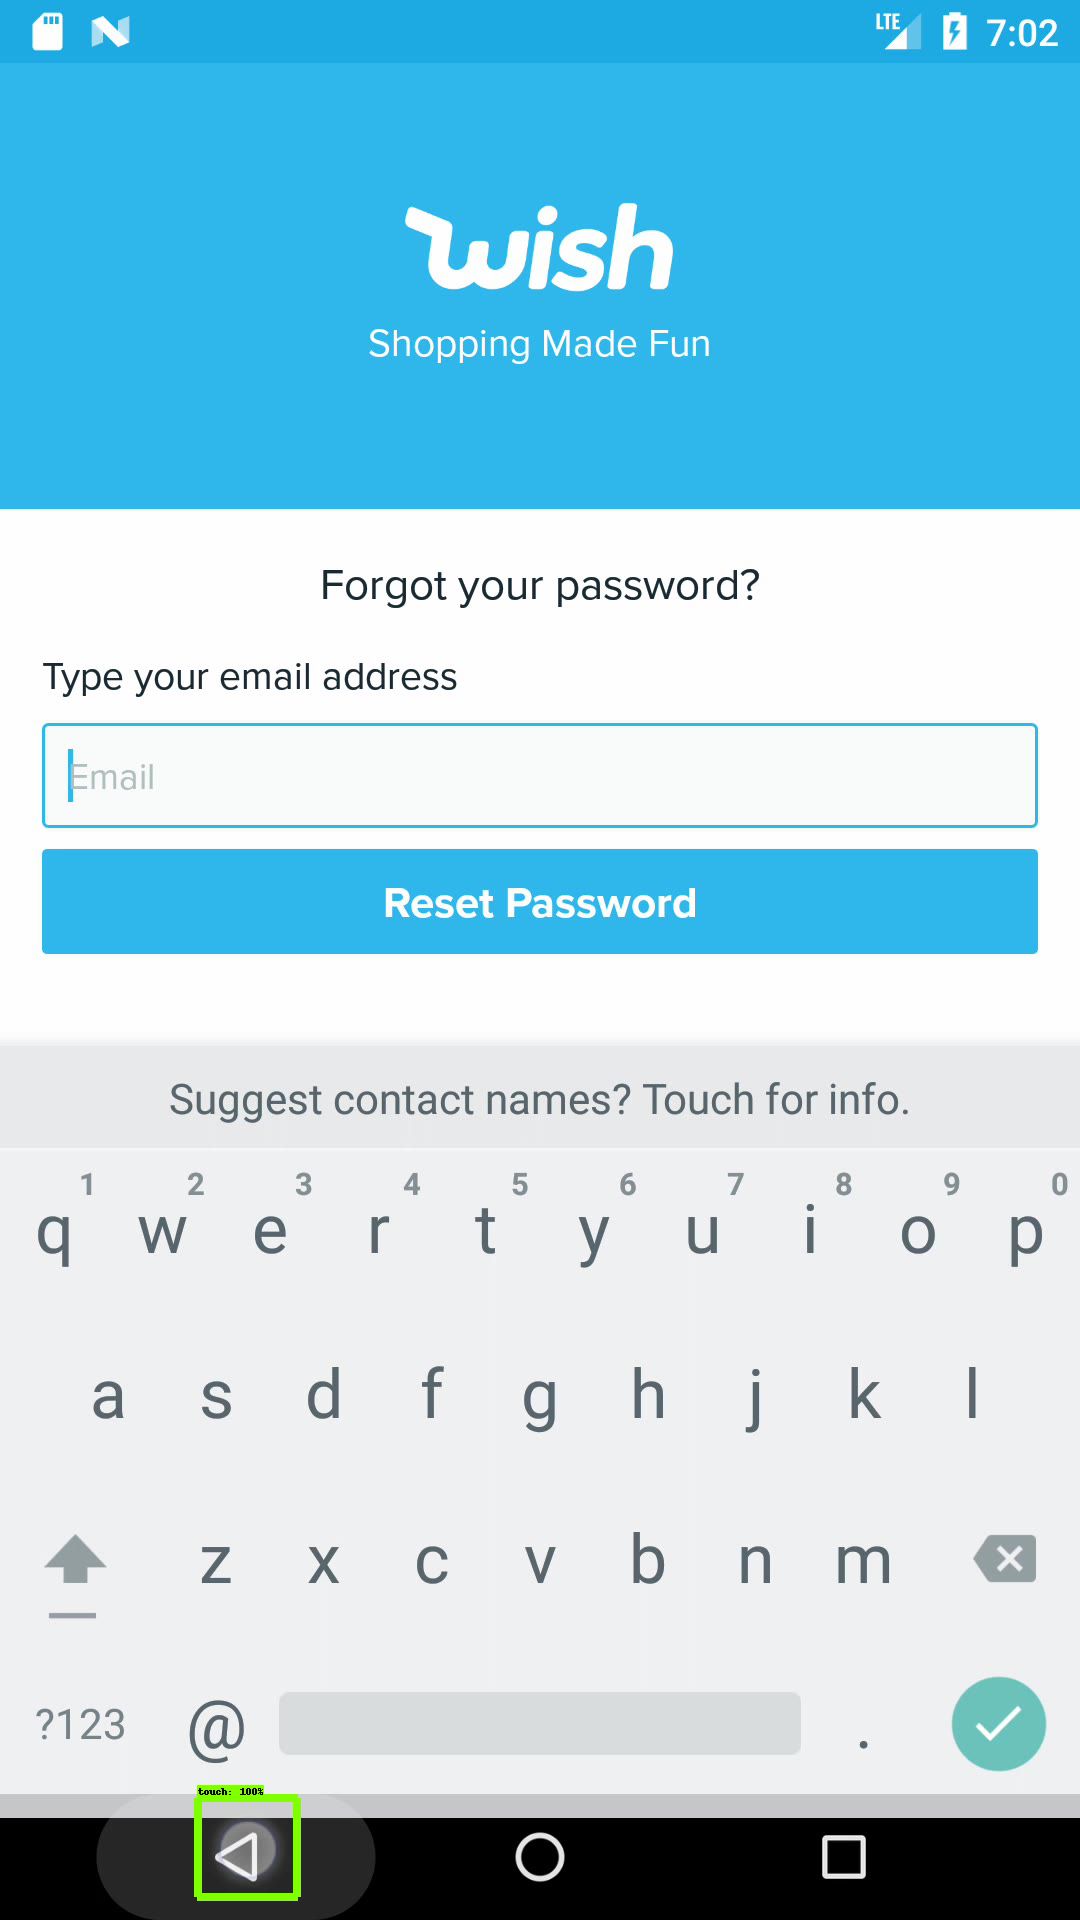 LTE 7:02
wish
Shopping Made Fun
Forgot your password?
Type your email address
Email
Reset Password
Suggest contact names? Touch for info.
1 2 3 4 5 6 7 8 9 0
q w e r t y u i o p
a s d f g h j k l
z x c v b n m
?123 @ .
touch: 100%